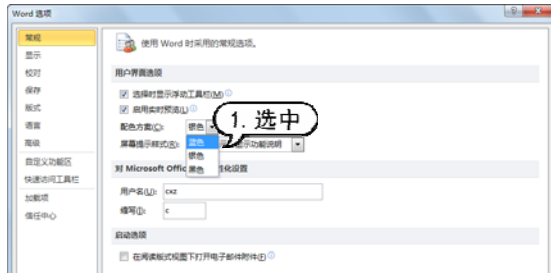 Word 选项
常规
显示
校对
保存
版式
语言
高级
自定义功能区
快速访问工具栏
加载项
信任中心
使用 Word 时采用的常规选项。
用户界面选项
选择时显示浮动工具栏(M)
启用实时预览(L)
配色方案(C): 银色
蓝色
银色
黑色
1. 选中
屏幕提示样式(R): 显示功能说明
对 Microsoft Offic 性化设置
用户名(U): cxz
缩写(I): c
启动选项
在阅读版式视图下打开电子邮件附件(F)